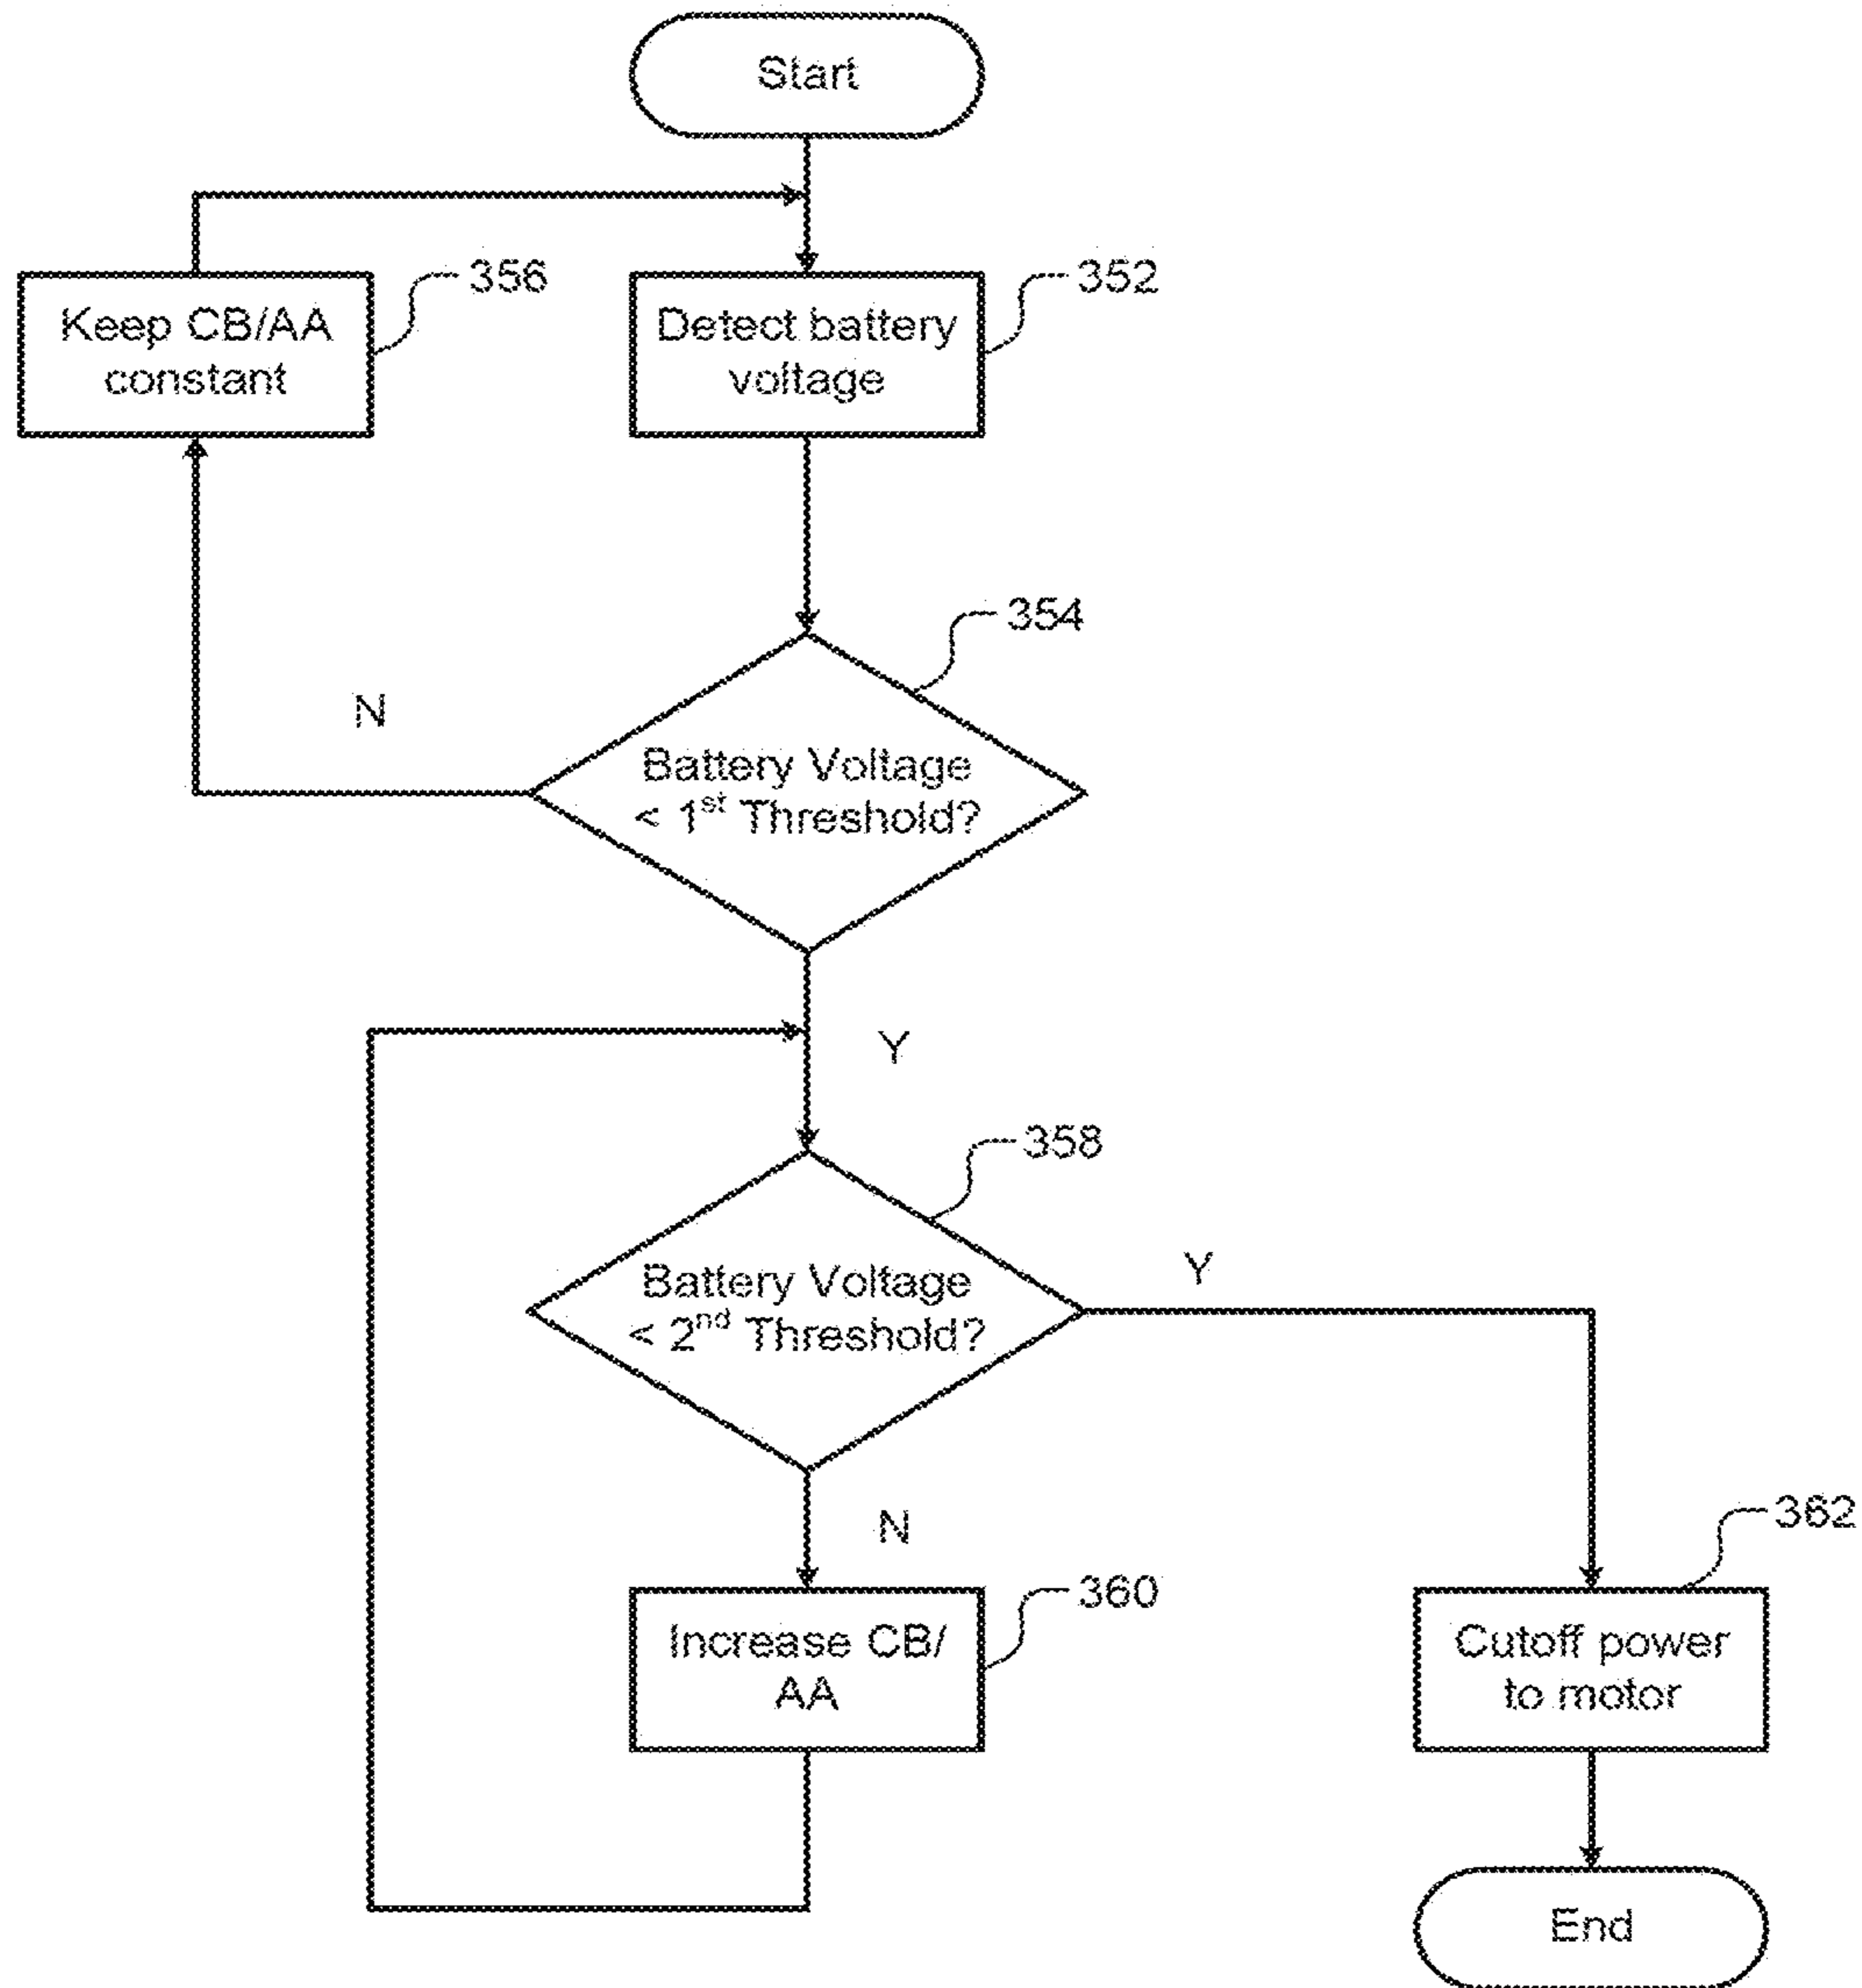 Start
356
352
Keep CB/AA
constant
Detect battery
voltage
354
N
Battery Voltage
< 1st Threshold?
Y
358
Battery Voltage
< 2nd Threshold?
Y
N
362
360
Increase CB/
AA
Cutoff power
to motor
End